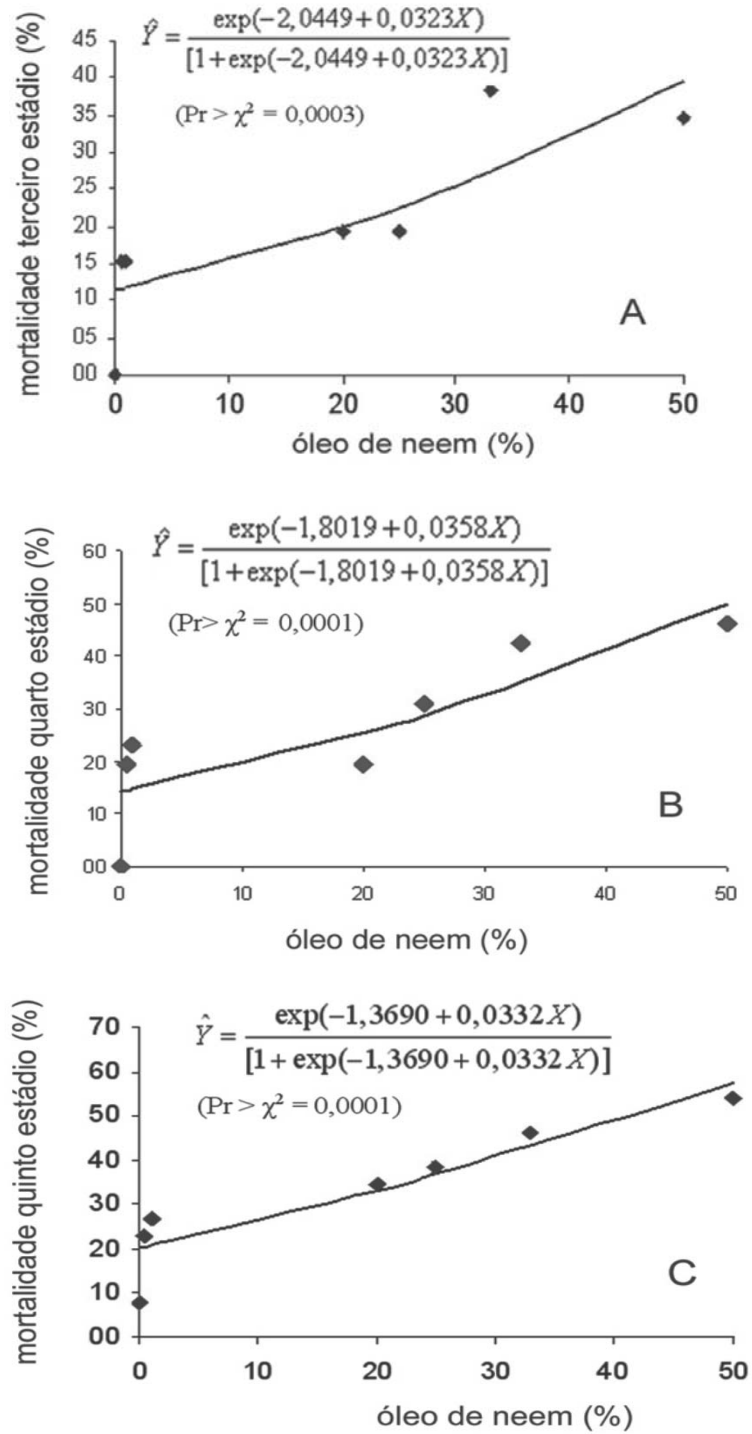 mortalidade terceiro estádio (%)
Ŷ = exp(−2,0449+0,0323X)
[1+exp(−2,0449+0,0323X)]
(Pr > χ² = 0,0003)
45
40
35
30
25
20
15
10
05
00
A
0 10 20 30 40 50
óleo de neem (%)
mortalidade quarto estádio (%)
Ŷ = exp(−1,8019+0,0358X)
[1+exp(−1,8019+0,0358X)]
(Pr> χ² = 0,0001)
60
50
40
30
20
10
00
B
0 10 20 30 40 50
óleo de neem (%)
mortalidade quinto estádio (%)
Ŷ = exp(−1,3690+0,0332X)
[1+exp(−1,3690+0,0332X)]
(Pr > χ² = 0,0001)
70
60
50
40
30
20
10
00
C
0 10 20 30 40 50
óleo de neem (%)